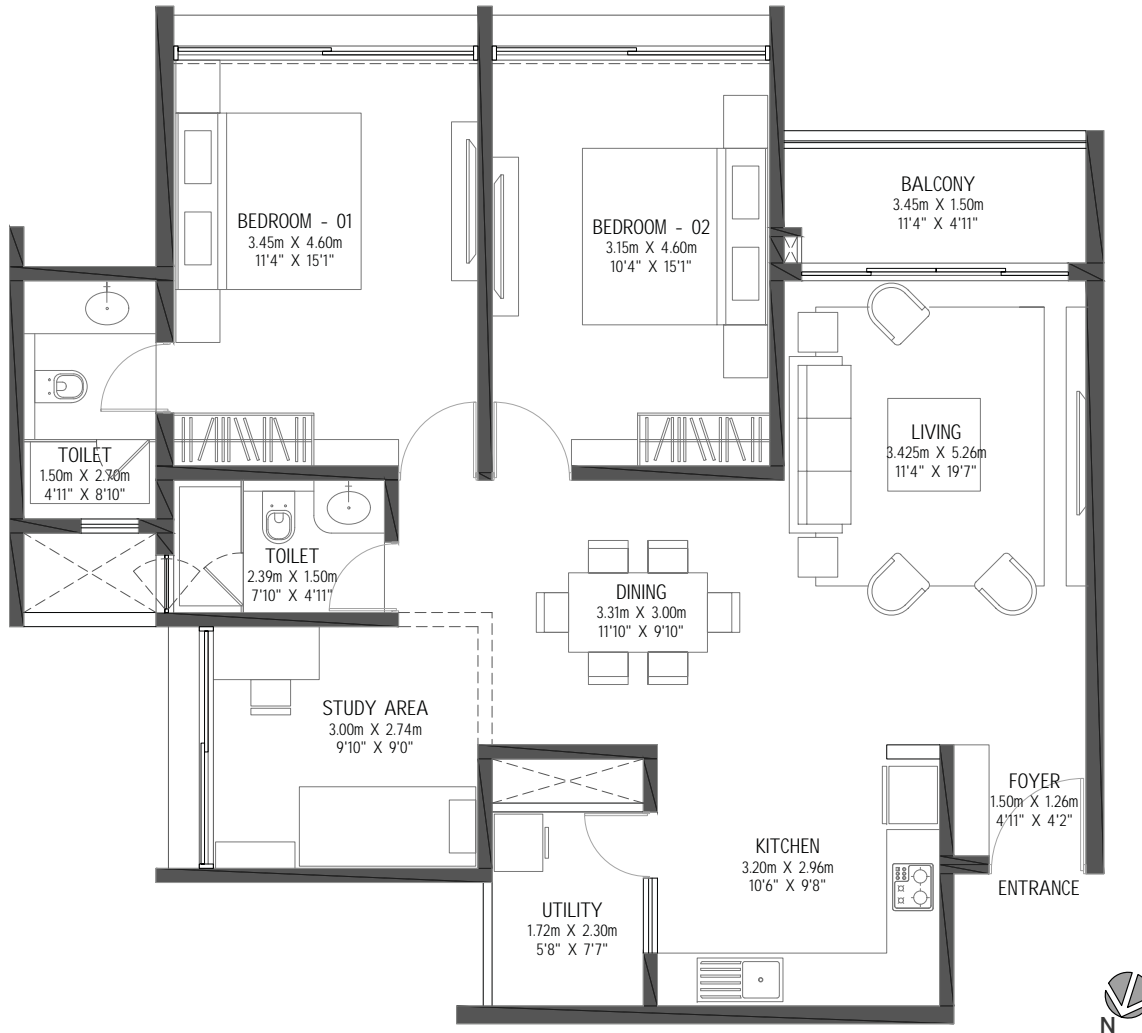 BALCONY
3.45m X 1.50m
11'4" X 4'11"
BEDROOM - 01
3.45m X 4.60m
11'4" X 15'1"
BEDROOM - 02
3.15m X 4.60m
10'4" X 15'1"
LIVING
3.425m X 5.26m
11'4" X 19'7"
TOILET
1.50m X 2.70m
4'11" X 8'10"
TOILET
2.39m X 1.50m
7'10" X 4'11"
DINING
3.31m X 3.00m
11'10" X 9'10"
STUDY AREA
3.00m X 2.74m
9'10" X 9'0"
FOYER
1.50m X 1.26m
4'11" X 4'2"
KITCHEN
3.20m X 2.96m
10'6" X 9'8"
ENTRANCE
UTILITY
1.72m X 2.30m
5'8" X 7'7"
N